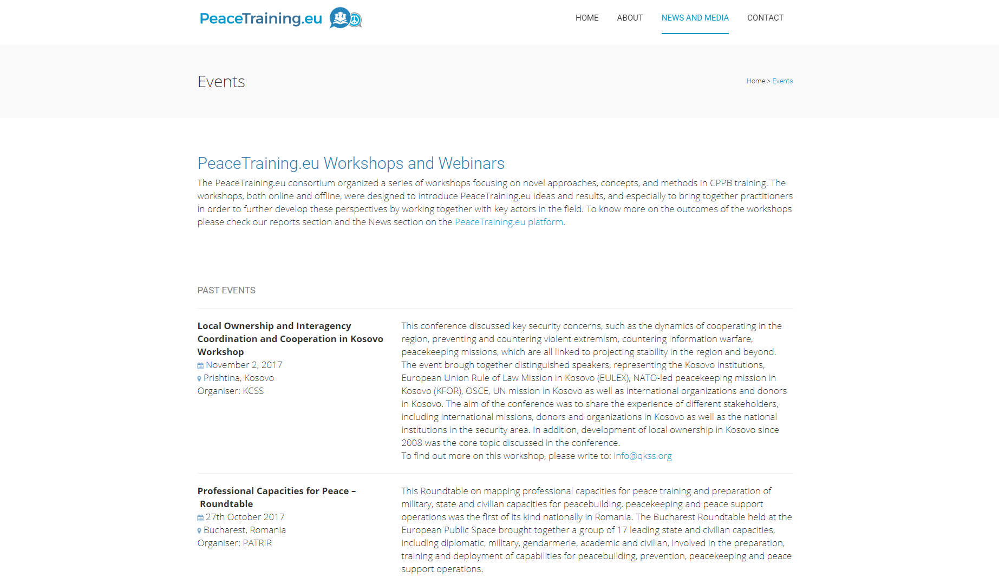 PeaceTraining.eu
HOME ABOUT NEWS AND MEDIA CONTACT
Events
Home > Events
PeaceTraining.eu Workshops and Webinars
The PeaceTraining.eu consortium organized a series of workshops focusing on novel approaches, concepts, and methods in CPPB training. The
workshops, both online and offline, were designed to introduce PeaceTraining.eu ideas and results, and especially to bring together practitioners
in order to further develop these perspectives by working together with key actors in the field. To know more on the outcomes of the workshops
please check our reports section and the News section on the PeaceTraining.eu platform.
PAST EVENTS
Local Ownership and Interagency
Coordination and Cooperation in Kosovo
Workshop
November 2, 2017
Prishtina, Kosovo
Organiser: KCSS
This conference discussed key security concerns, such as the dynamics of cooperating in the
region, preventing and countering violent extremism, countering information warfare,
peacekeeping missions, which are all linked to projecting stability in the region and beyond.
The event brough together distinguished speakers, representing the Kosovo institutions,
European Union Rule of Law Mission in Kosovo (EULEX), NATO-led peacekeeping mission in
Kosovo (KFOR), OSCE, UN mission in Kosovo as well as international organizations and donors
in Kosovo. The aim of the conference was to share the experience of different stakeholders,
including international missions, donors and organizations in Kosovo as well as the national
institutions in the security area. In addition, development of local ownership in Kosovo since
2008 was the core topic discussed in the conference.
To find out more on this workshop, please write to: info@qkss.org
Professional Capacities for Peace –
Roundtable
27th October 2017
Bucharest, Romania
Organiser: PATRIR
This Roundtable on mapping professional capacities for peace training and preparation of
military, state and civilian capacities for peacebuilding, peacekeeping and peace support
operations was the first of its kind nationally in Romania. The Bucharest Roundtable held at the
European Public Space brought together a group of 17 leading state and civilian capacities,
including diplomatic, military, gendarmerie, academic and civilian, involved in the preparation,
training and deployment of capabilities for peacebuilding, prevention, peacekeeping and peace
support operations.